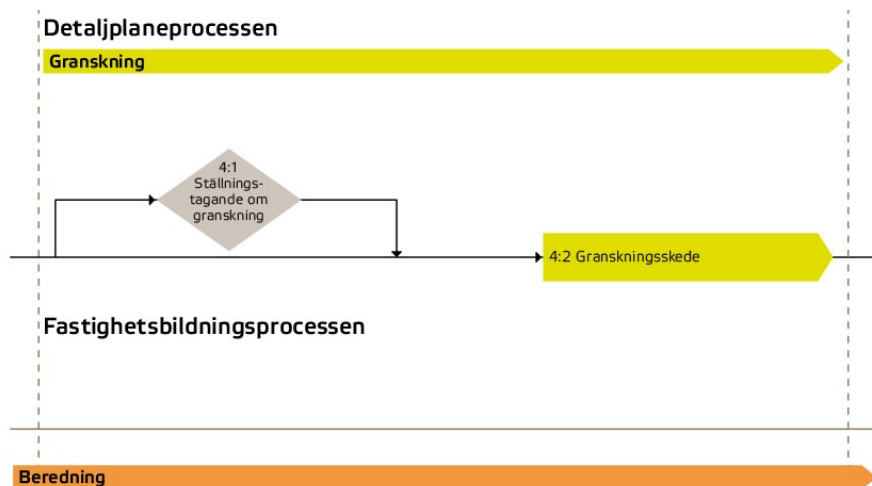 Detaljplaneprocessen
Granskning
4:1
Ställnings-
tagande om
granskning
4:2 Granskningsskede
Fastighetsbildningsprocessen
Beredning